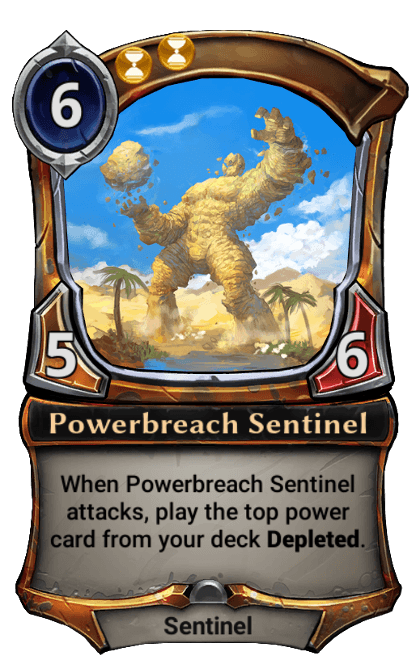 6
5
6
Powerbreach Sentinel
When Powerbreach Sentinel
attacks, play the top power
card from your deck Depleted.
Sentinel